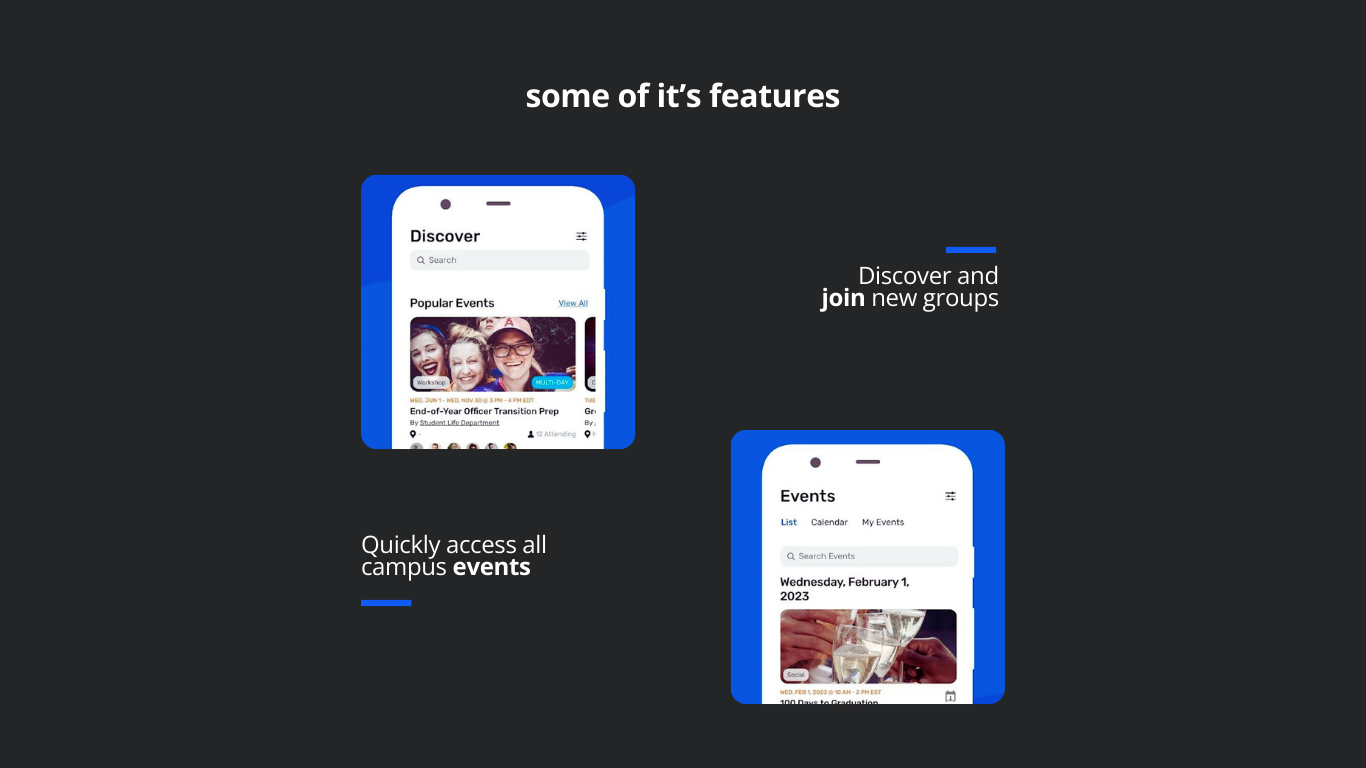 some of it’s features
Discover
Search
Popular Events
View All
Workshop
MULTI-DAY
WED, JUN 1 - WED, NOV 30 @ 3 PM - 4 PM EDT
TUE
End-of-Year Officer Transition Prep
By Student Life Department
By
12 Attending
Discover and
join new groups
Quickly access all
campus events
Events
List
Calendar
My Events
Search Events
Wednesday, February 1,
2023
Social
WED, FEB 1, 2023 @ 10 AM - 2 PM EST
100 Days to Graduation